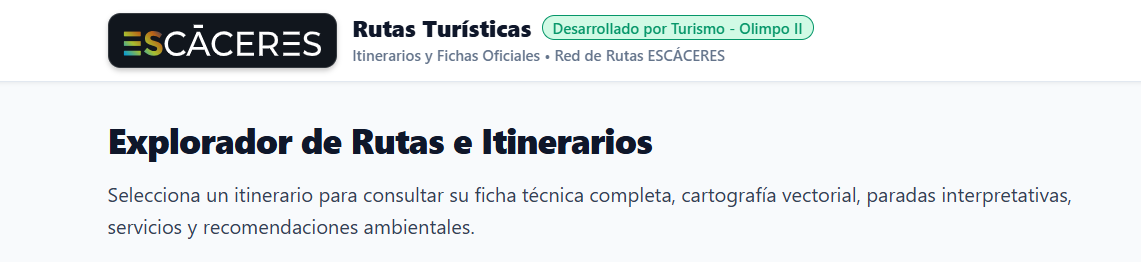 ESCĀCERES
Rutas Turísticas
Desarrollado por Turismo - Olimpo II
Itinerarios y Fichas Oficiales • Red de Rutas ESCÁCERES
Explorador de Rutas e Itinerarios
Selecciona un itinerario para consultar su ficha técnica completa, cartografía vectorial, paradas interpretativas,
servicios y recomendaciones ambientales.